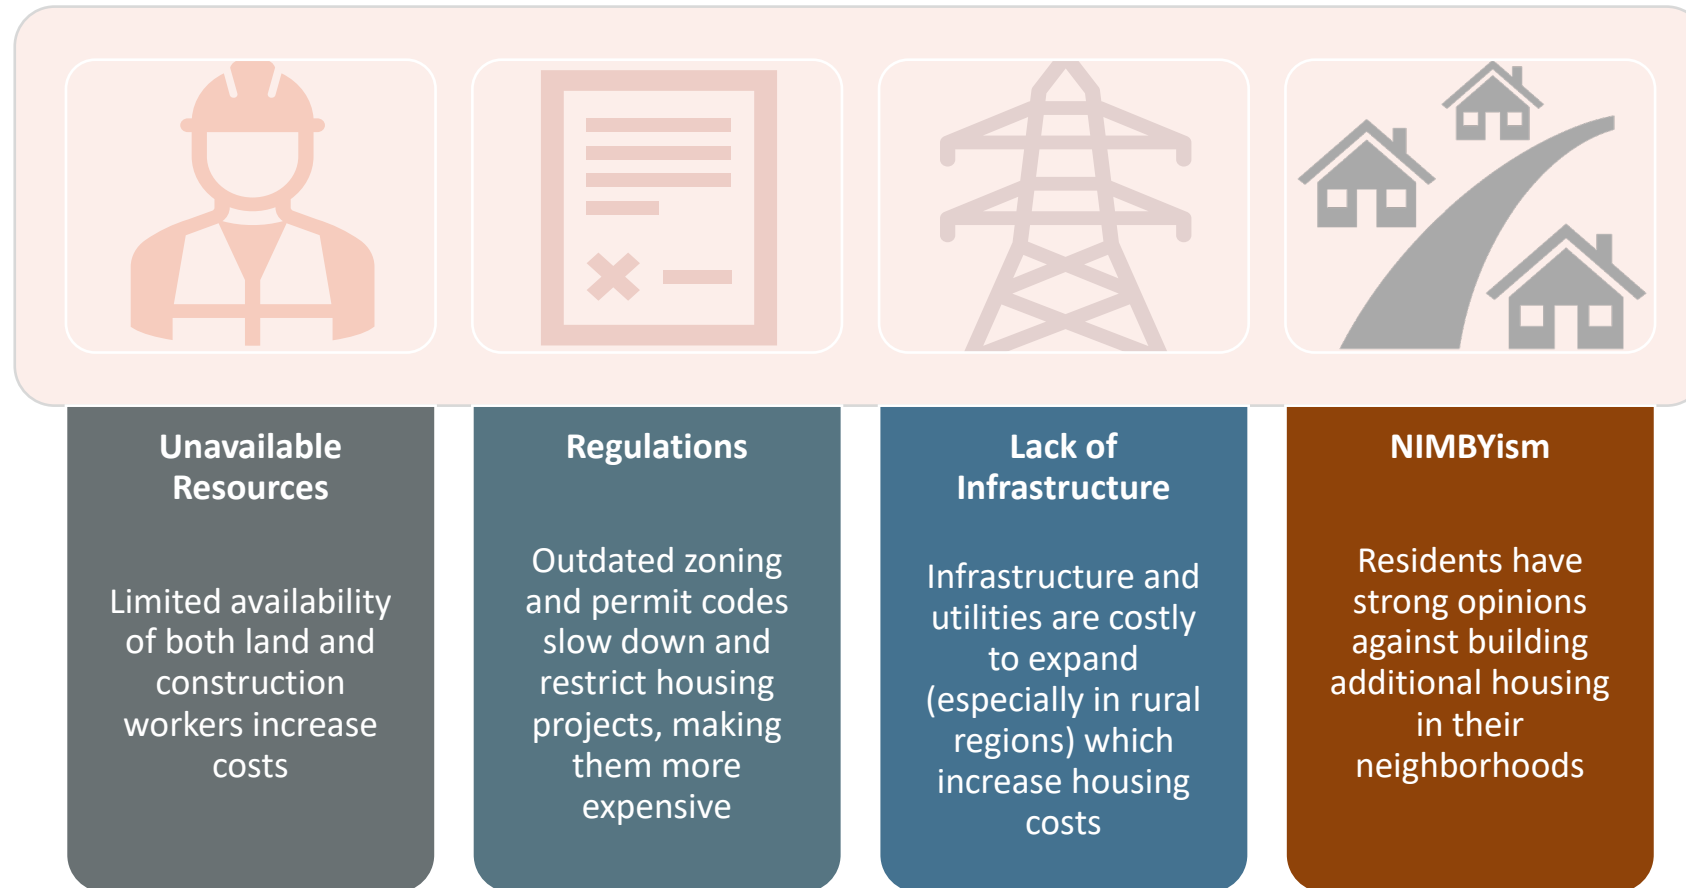 Unavailable
Resources
Limited availability
of both land and
construction
workers increase
costs
Regulations
Outdated zoning
and permit codes
slow down and
restrict housing
projects, making
them more
expensive
Lack of
Infrastructure
Infrastructure and
utilities are costly
to expand
(especially in rural
regions) which
increase housing
costs
NIMBYism
Residents have
strong opinions
against building
additional housing
in their
neighborhoods